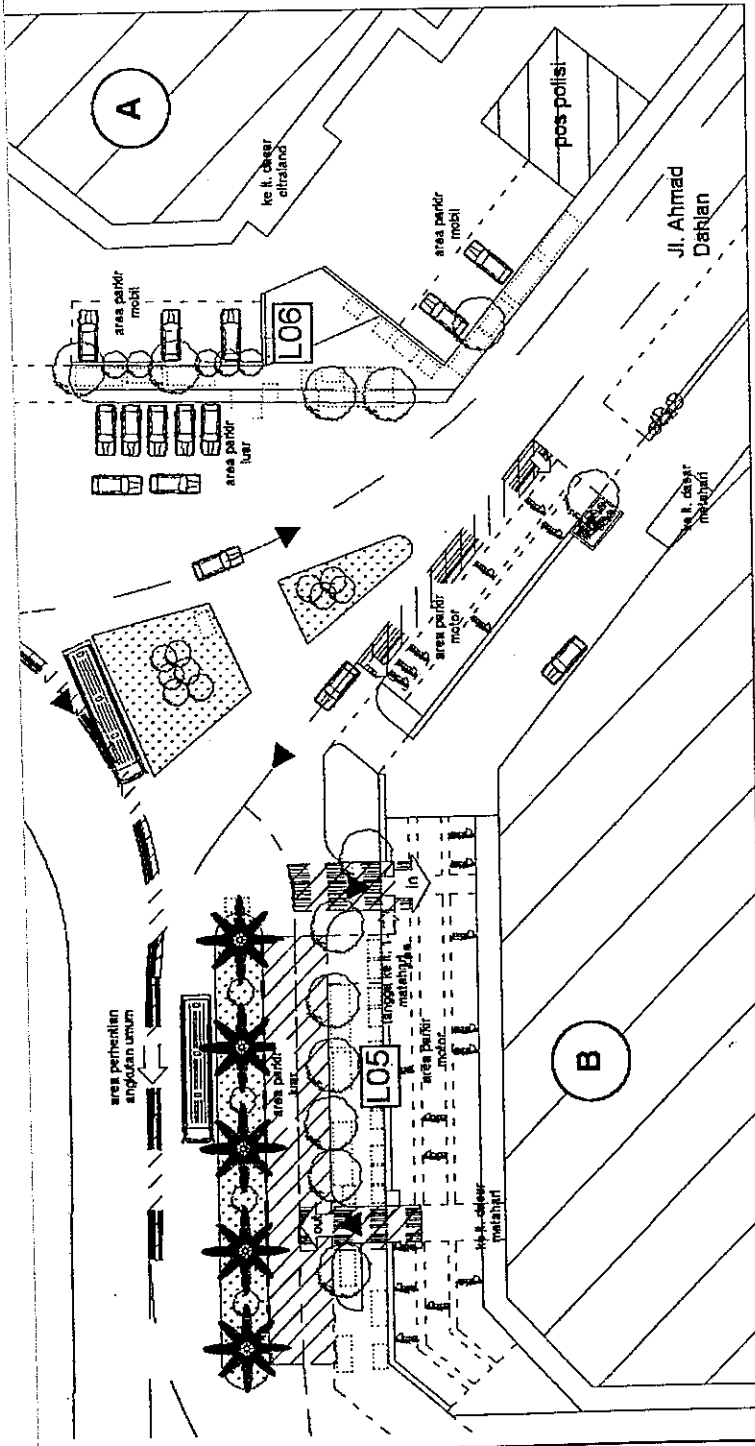 A
ke lt. dasar
citraland
pos polisi
area parkir
mobil
area parkir
mobil
L06
area parkir
luar
Jl. Ahmad
Dahlan
ke lt. dasar
matahari
area parkir
motor
area perhentian
angkutan umum
area parkir
luar
in
tangga ke lt. 1
matahari
L05
area parkir
motor
out
ke lt. dasar
matahari
B